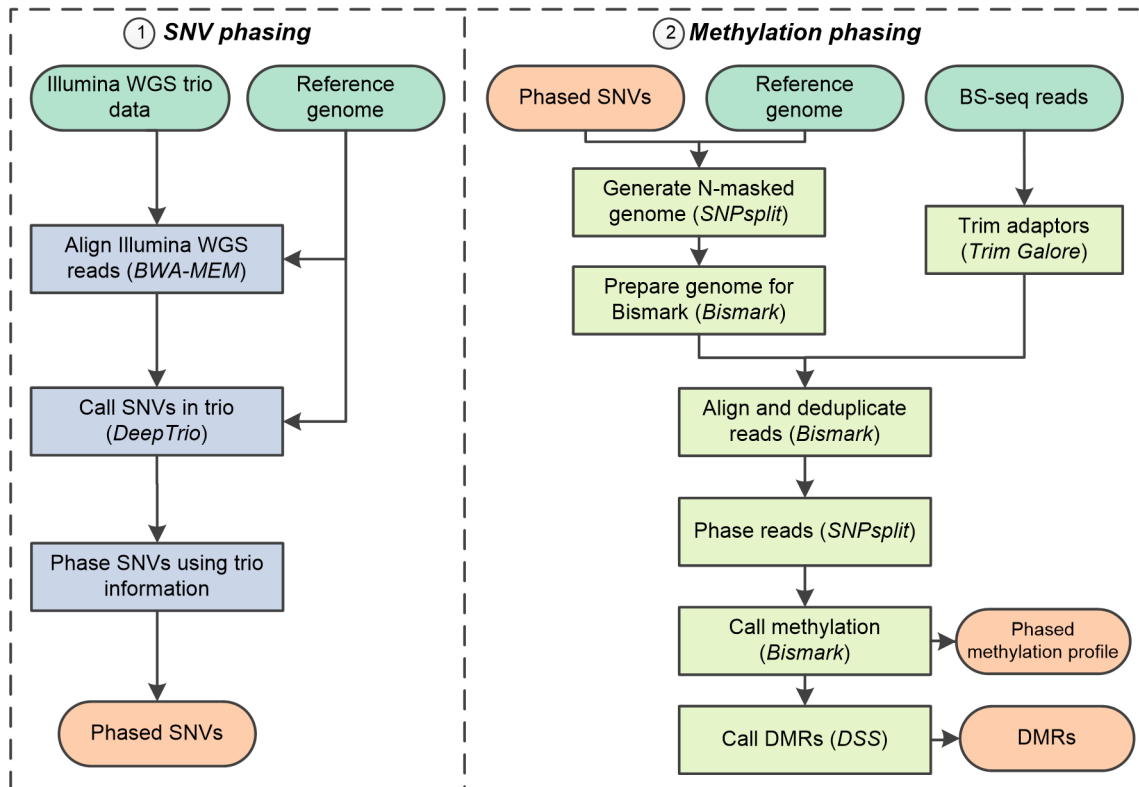 1 SNV phasing
Illumina WGS trio
data
Reference
genome
Align Illumina WGS
reads (BWA-MEM)
Call SNVs in trio
(DeepTrio)
Phase SNVs using trio
information
Phased SNVs
2 Methylation phasing
Phased SNVs
Reference
genome
BS-seq reads
Generate N-masked
genome (SNPsplit)
Trim adaptors
(Trim Galore)
Prepare genome for
Bismark (Bismark)
Align and deduplicate
reads (Bismark)
Phase reads (SNPsplit)
Call methylation
(Bismark)
Phased
methylation profile
Call DMRs (DSS)
DMRs